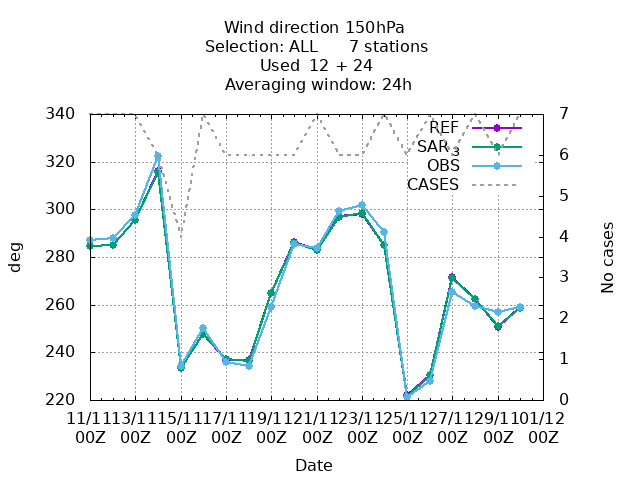 Wind direction 150hPa
Selection: ALL 7 stations
Used 12 + 24
Averaging window: 24h
340
320
300
280
260
240
220
deg
7
6
5
4
3
2
1
0
No cases
REF
SAR_3
OBS
CASES
11/11 13/11 15/11 17/11 19/11 21/11 23/11 25/11 27/11 29/11 01/12
00Z 00Z 00Z 00Z 00Z 00Z 00Z 00Z 00Z 00Z 00Z
Date